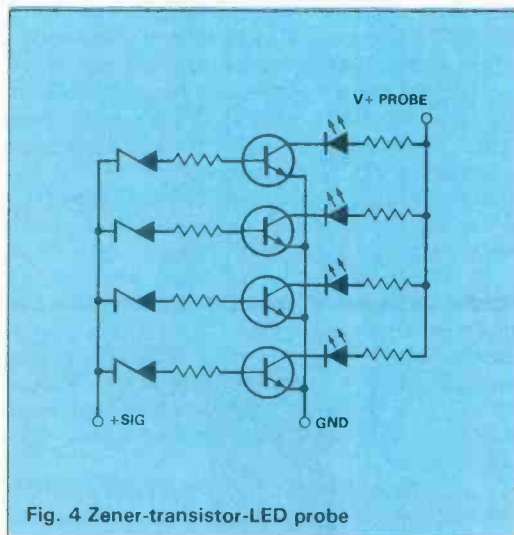 V+ PROBE
+SIG
GND
Fig. 4 Zener-transistor-LED probe